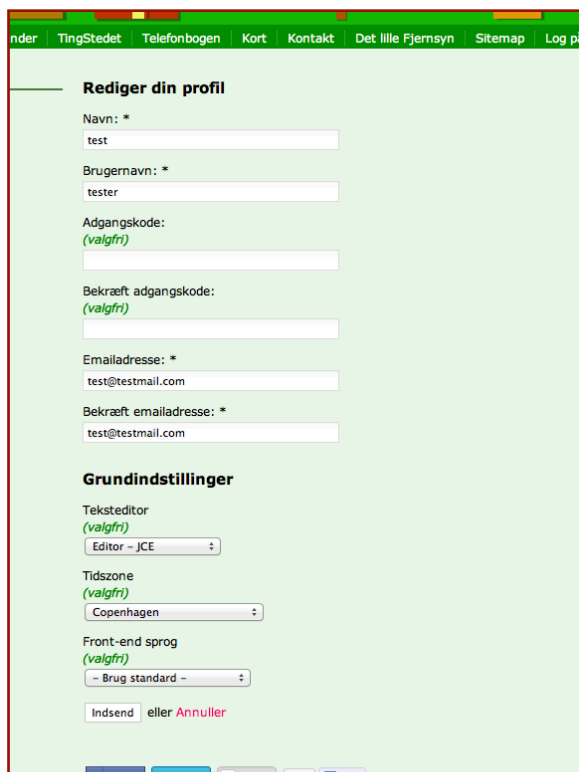 nder TingStedet Telefonbogen Kort Kontakt Det lille Fjernsyn Sitemap Log på
Rediger din profil
Navn: *
test
Brugernavn: *
tester
Adgangskode:
(valgfri)
Bekræft adgangskode:
(valgfri)
Emailadresse: *
test@testmail.com
Bekræft emailadresse: *
test@testmail.com
Grundindstillinger
Teksteditor
(valgfri)
Editor – JCE
Tidszone
(valgfri)
Copenhagen
Front-end sprog
(valgfri)
– Brug standard –
Indsend eller Annuller